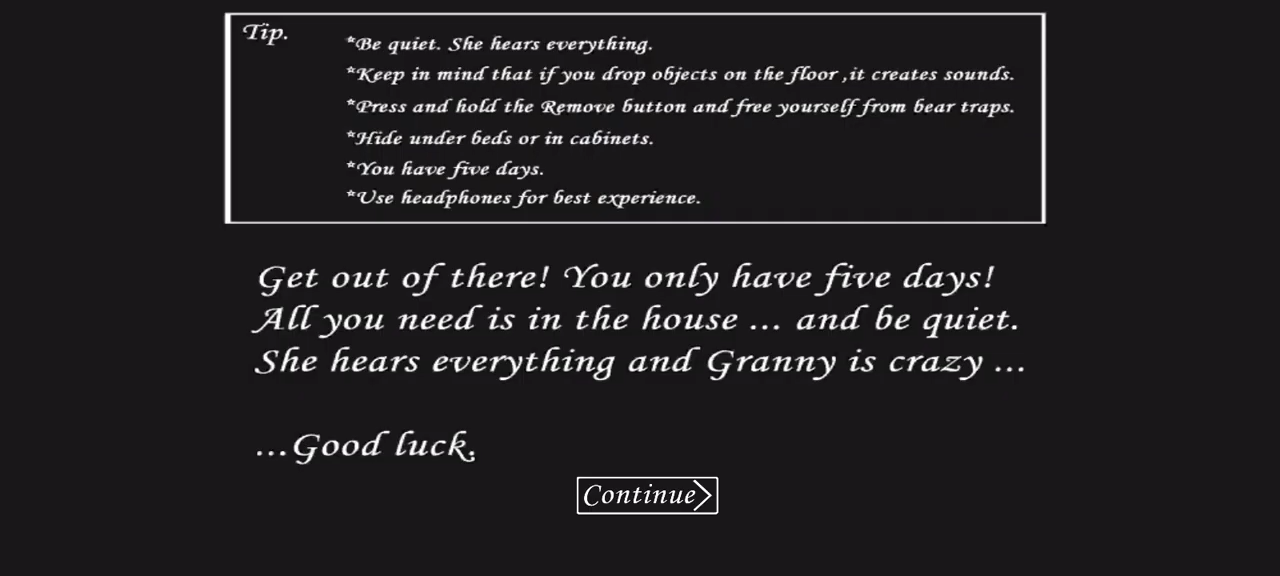 Tip.
*Be quiet. She hears everything.
*Keep in mind that if you drop objects on the floor ,it creates sounds.
*Press and hold the Remove button and free yourself from bear traps.
*Hide under beds or in cabinets.
*You have five days.
*Use headphones for best experience.
Get out of there! You only have five days!
All you need is in the house ... and be quiet.
She hears everything and Granny is crazy ...
...Good luck.
Continue